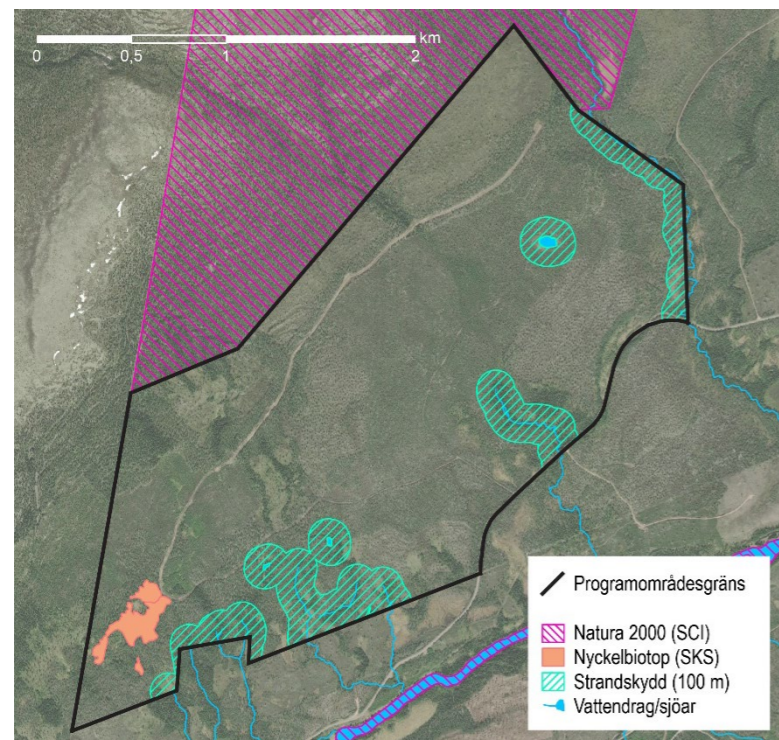 km
0 0,5 1 2
Programområdesgräns
Natura 2000 (SCI)
Nyckelbiotop (SKS)
Strandskydd (100 m)
Vattendrag/sjöar